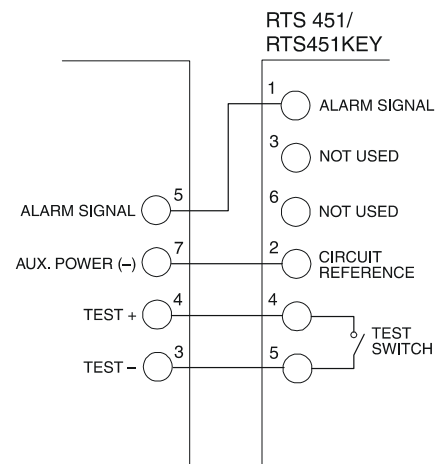 RTS 451/
RTS451KEY
1
ALARM SIGNAL
3
NOT USED
5
ALARM SIGNAL
6
NOT USED
7
AUX. POWER (–)
2
CIRCUIT
REFERENCE
4
TEST +
4
TEST
SWITCH
3
TEST –
5